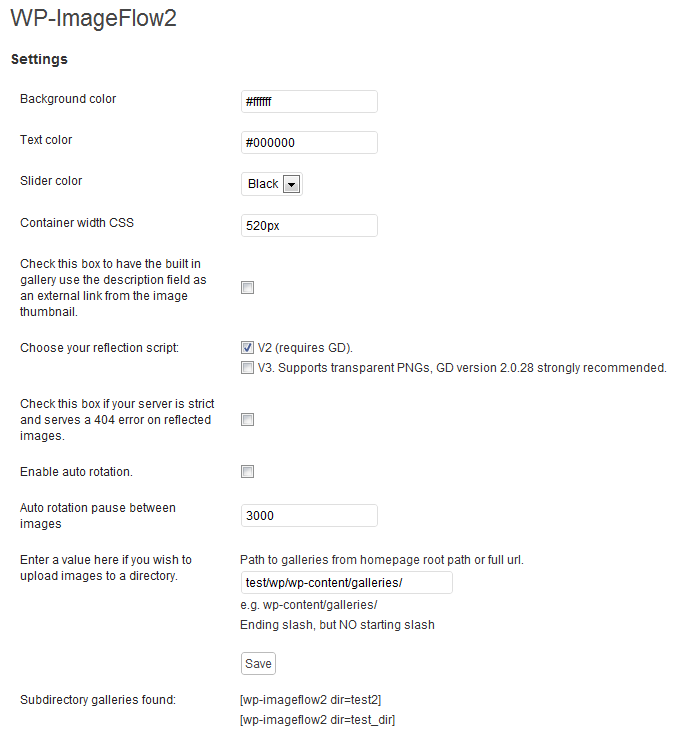 WP-ImageFlow2
Settings
Background color
#ffffff
Text color
#000000
Slider color
Black
Container width CSS
520px
Check this box to have the built in
gallery use the description field as
an external link from the image
thumbnail.
Choose your reflection script:
V2 (requires GD).
V3. Supports transparent PNGs, GD version 2.0.28 strongly recommended.
Check this box if your server is strict
and serves a 404 error on reflected
images.
Enable auto rotation.
Auto rotation pause between
images
3000
Enter a value here if you wish to
upload images to a directory.
Path to galleries from homepage root path or full url.
test/wp/wp-content/galleries/
e.g. wp-content/galleries/
Ending slash, but NO starting slash
Save
Subdirectory galleries found:
[wp-imageflow2 dir=test2]
[wp-imageflow2 dir=test_dir]